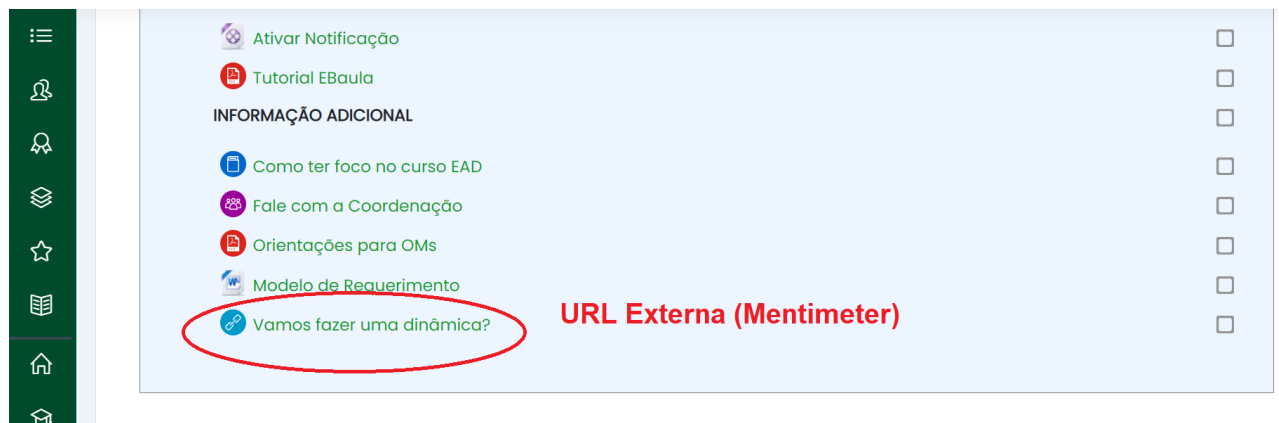 Ativar Notificação
Tutorial EBaula
INFORMAÇÃO ADICIONAL
Como ter foco no curso EAD
Fale com a Coordenação
Orientações para OMs
Modelo de Requerimento
Vamos fazer uma dinâmica?
URL Externa (Mentimeter)